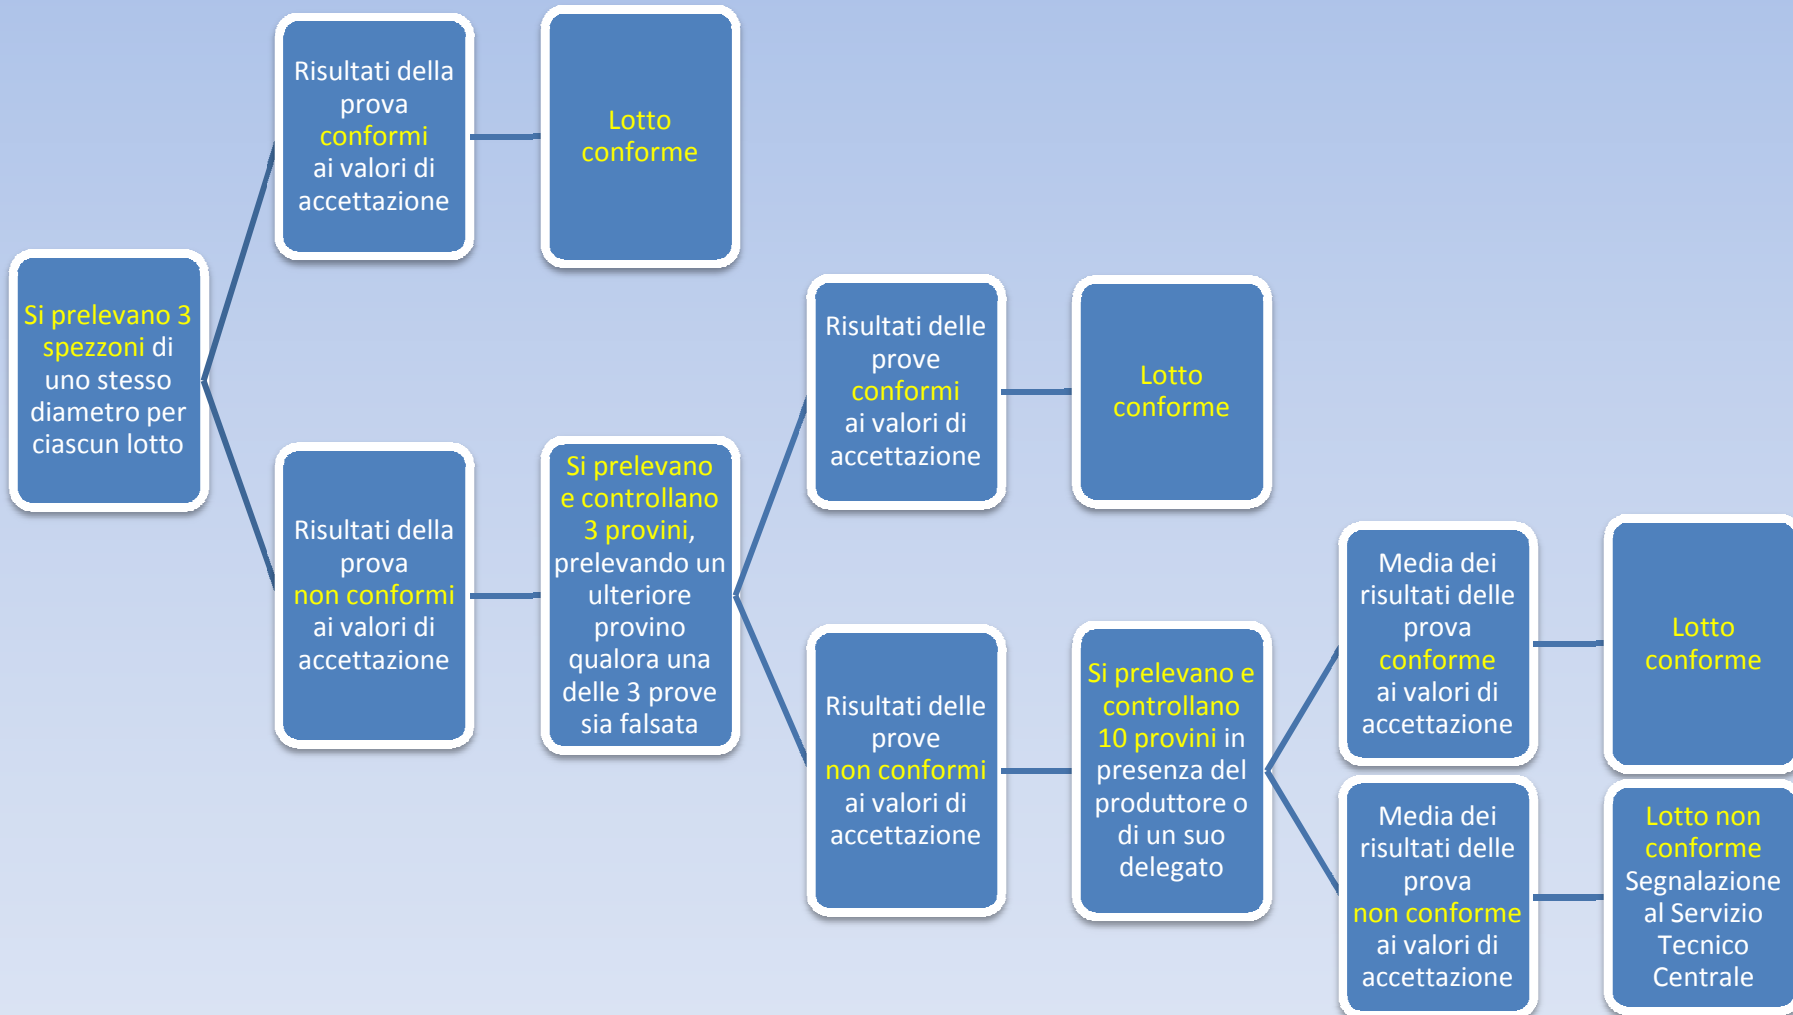 Si prelevano 3
spezzoni di
uno stesso
diametro per
ciascun lotto
Risultati della
prova
conformi
ai valori di
accettazione
Lotto
conforme
Risultati della
prova
non conformi
ai valori di
accettazione
Si prelevano
e controllano
3 provini,
prelevando un
ulteriore
provino
qualora una
delle 3 prove
sia falsata
Risultati delle
prove
conformi
ai valori di
accettazione
Lotto
conforme
Risultati delle
prove
non conformi
ai valori di
accettazione
Si prelevano e
controllano
10 provini in
presenza del
produttore o
di un suo
delegato
Media dei
risultati delle
prova
conforme
ai valori di
accettazione
Lotto
conforme
Media dei
risultati delle
prova
non conforme
ai valori di
accettazione
Lotto non
conforme
Segnalazione
al Servizio
Tecnico
Centrale